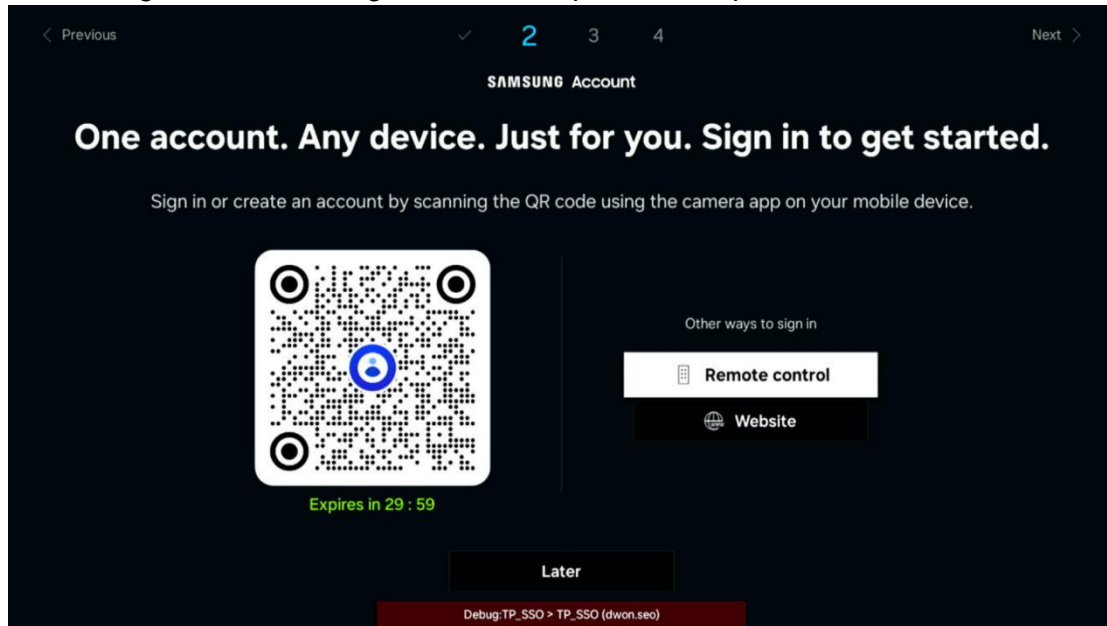 < Previous
2 3 4
Next >
SAMSUNG Account
One account. Any device. Just for you. Sign in to get started.
Sign in or create an account by scanning the QR code using the camera app on your mobile device.
Other ways to sign in
Remote control
Website
Expires in 29 : 59
Later
Debug:TP_SSO > TP_SSO (dwon.seo)